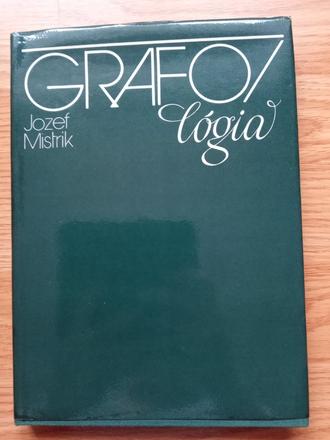 GRAFO/
lógia
Jozef
Mistrík